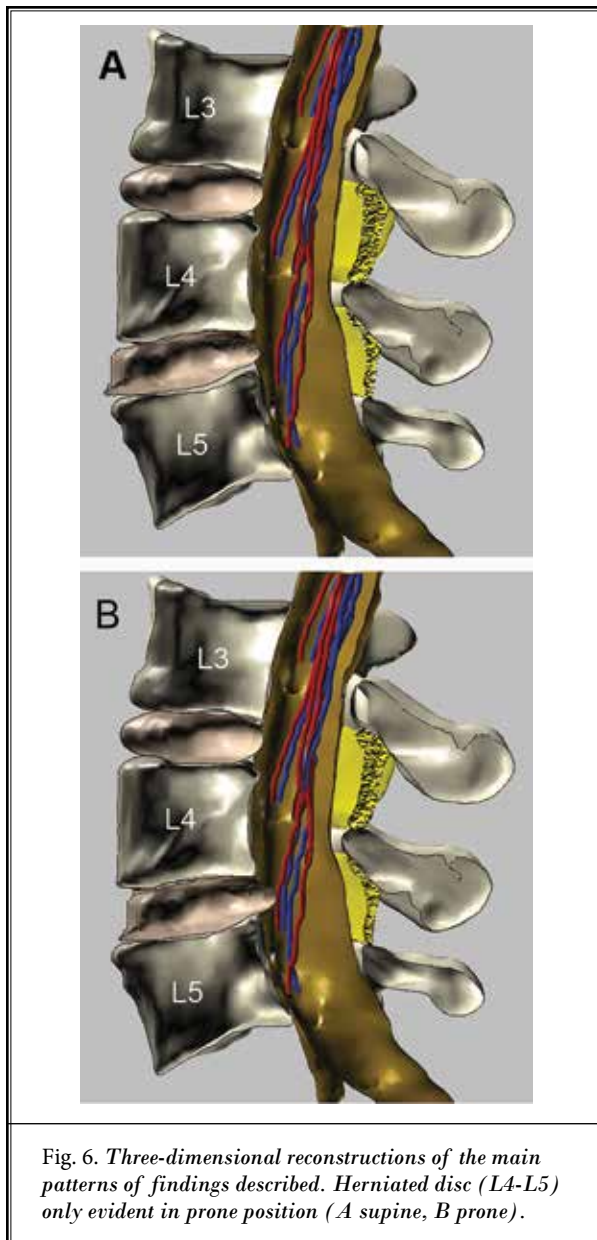 A
L3
L4
L5
B
L3
L4
L5
Fig. 6. Three-dimensional reconstructions of the main
patterns of findings described. Herniated disc (L4-L5)
only evident in prone position (A supine, B prone).